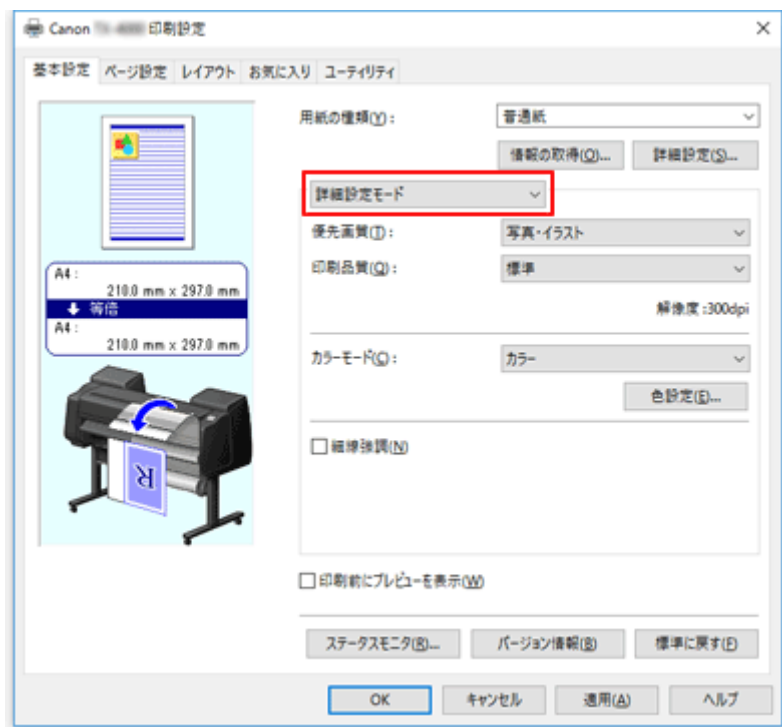 Canon 印刷設定
基本設定 ページ設定 レイアウト お気に入り ユーティリティ
用紙の種類(Y): 普通紙
情報の取得(O)... 詳細設定(S)...
詳細設定モード
優先画質(I): 写真・イラスト
印刷品質(Q): 標準
解像度 :300dpi
カラーモード(C): カラー
色設定(E)...
細線強調(N)
A4 :
210.0 mm x 297.0 mm
等倍
A4 :
210.0 mm x 297.0 mm
R
印刷前にプレビューを表示(W)
ステータスモニタ(R)... バージョン情報(B) 標準に戻す(F)
OK キャンセル 適用(A) ヘルプ